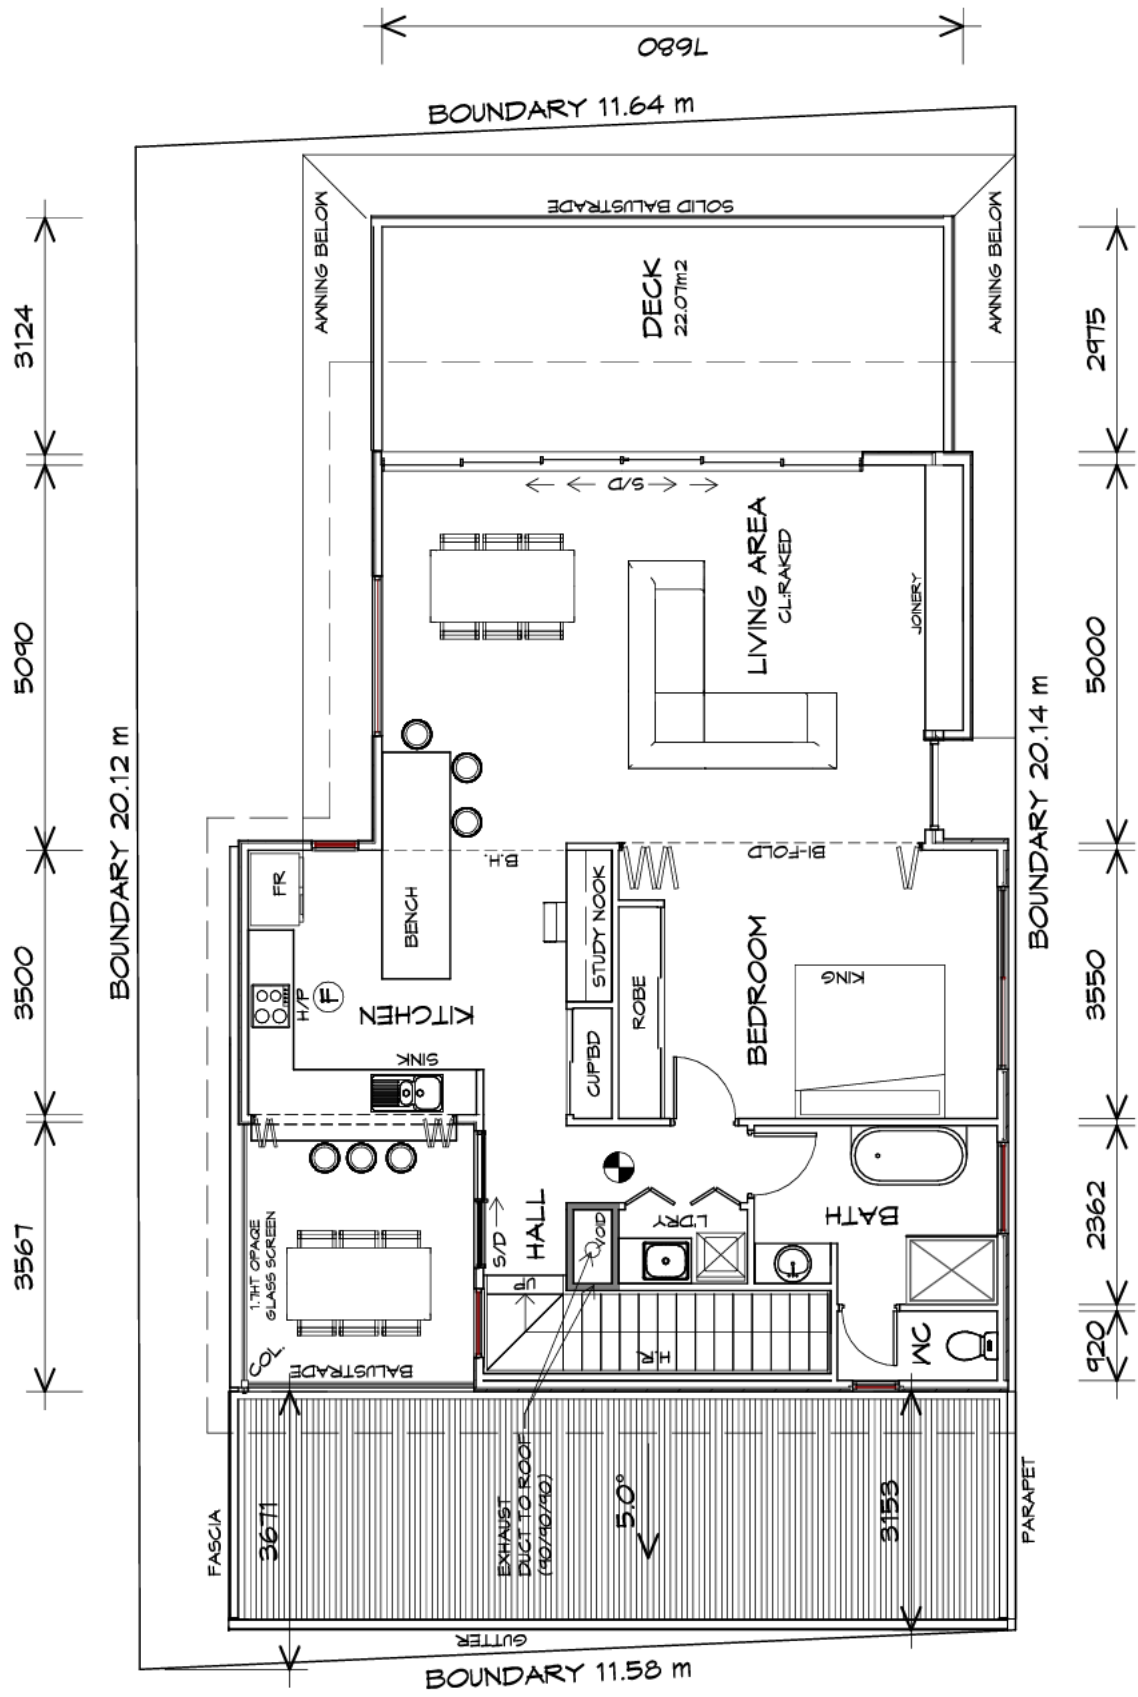 7680
BOUNDARY 11.64 m
SOLID BALUSTRADE
AWNING BELOW
AWNING BELOW
DECK
22.07m2
3124
2975
S/D
LIVING AREA
CL:RAKED
JOINERY
5090
5000
BOUNDARY 20.12 m
BOUNDARY 20.14 m
B.H.
BI-FOLD
FR
BENCH
STUDY NOOK
ROBE
CUP'BD
BEDROOM
KING
H/P
F
KITCHEN
SINK
3500
3550
S/D
HALL
VOID
L'DRY
BATH
1.7HT OPAQE
GLASS SCREEN
COL.
BALUSTRADE
UP
H.R
WC
3567
2362
920
FASCIA
3671
EXHAUST
DUCT TO ROOF
(90/90/90)
5.0°
3153
PARAPET
GUTTER
BOUNDARY 11.58 m